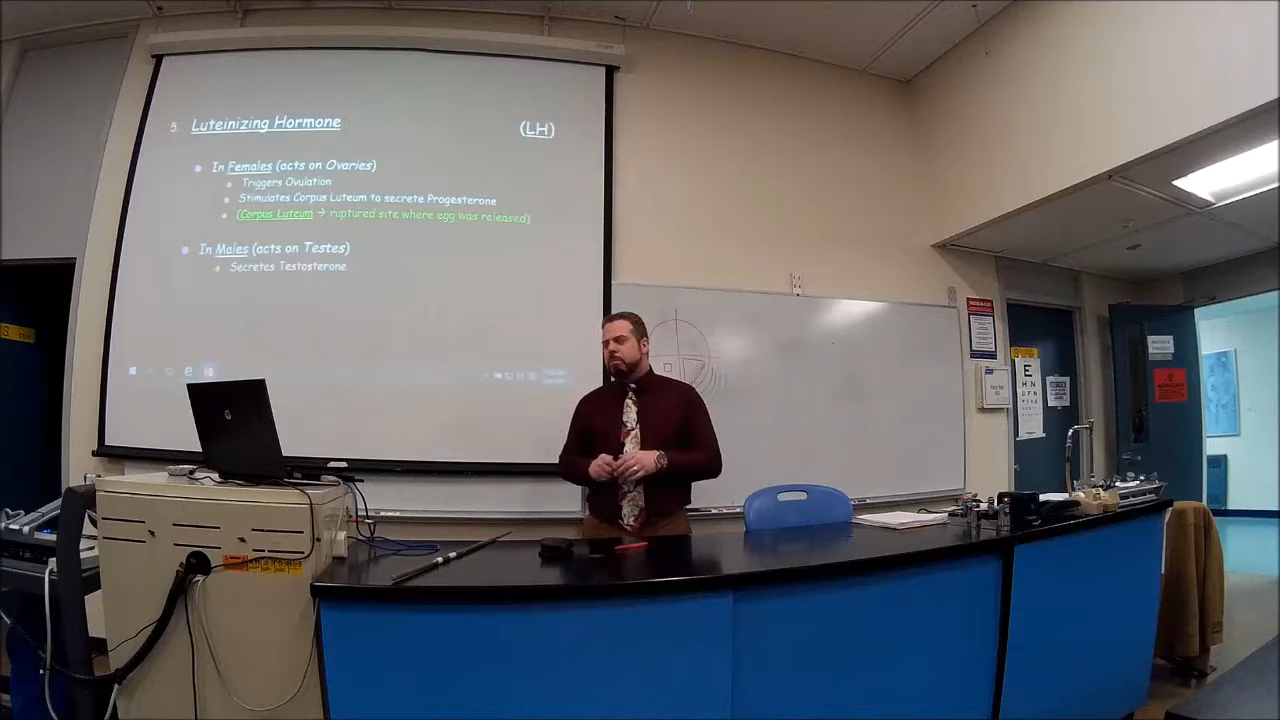 5. Luteinizing Hormone (LH)
In Females (acts on Ovaries)
Triggers Ovulation
Stimulates Corpus Luteum to secrete Progesterone
(Corpus Luteum → ruptured site where egg was released)
In Males (acts on Testes)
Secretes Testosterone
E
H N
D F N